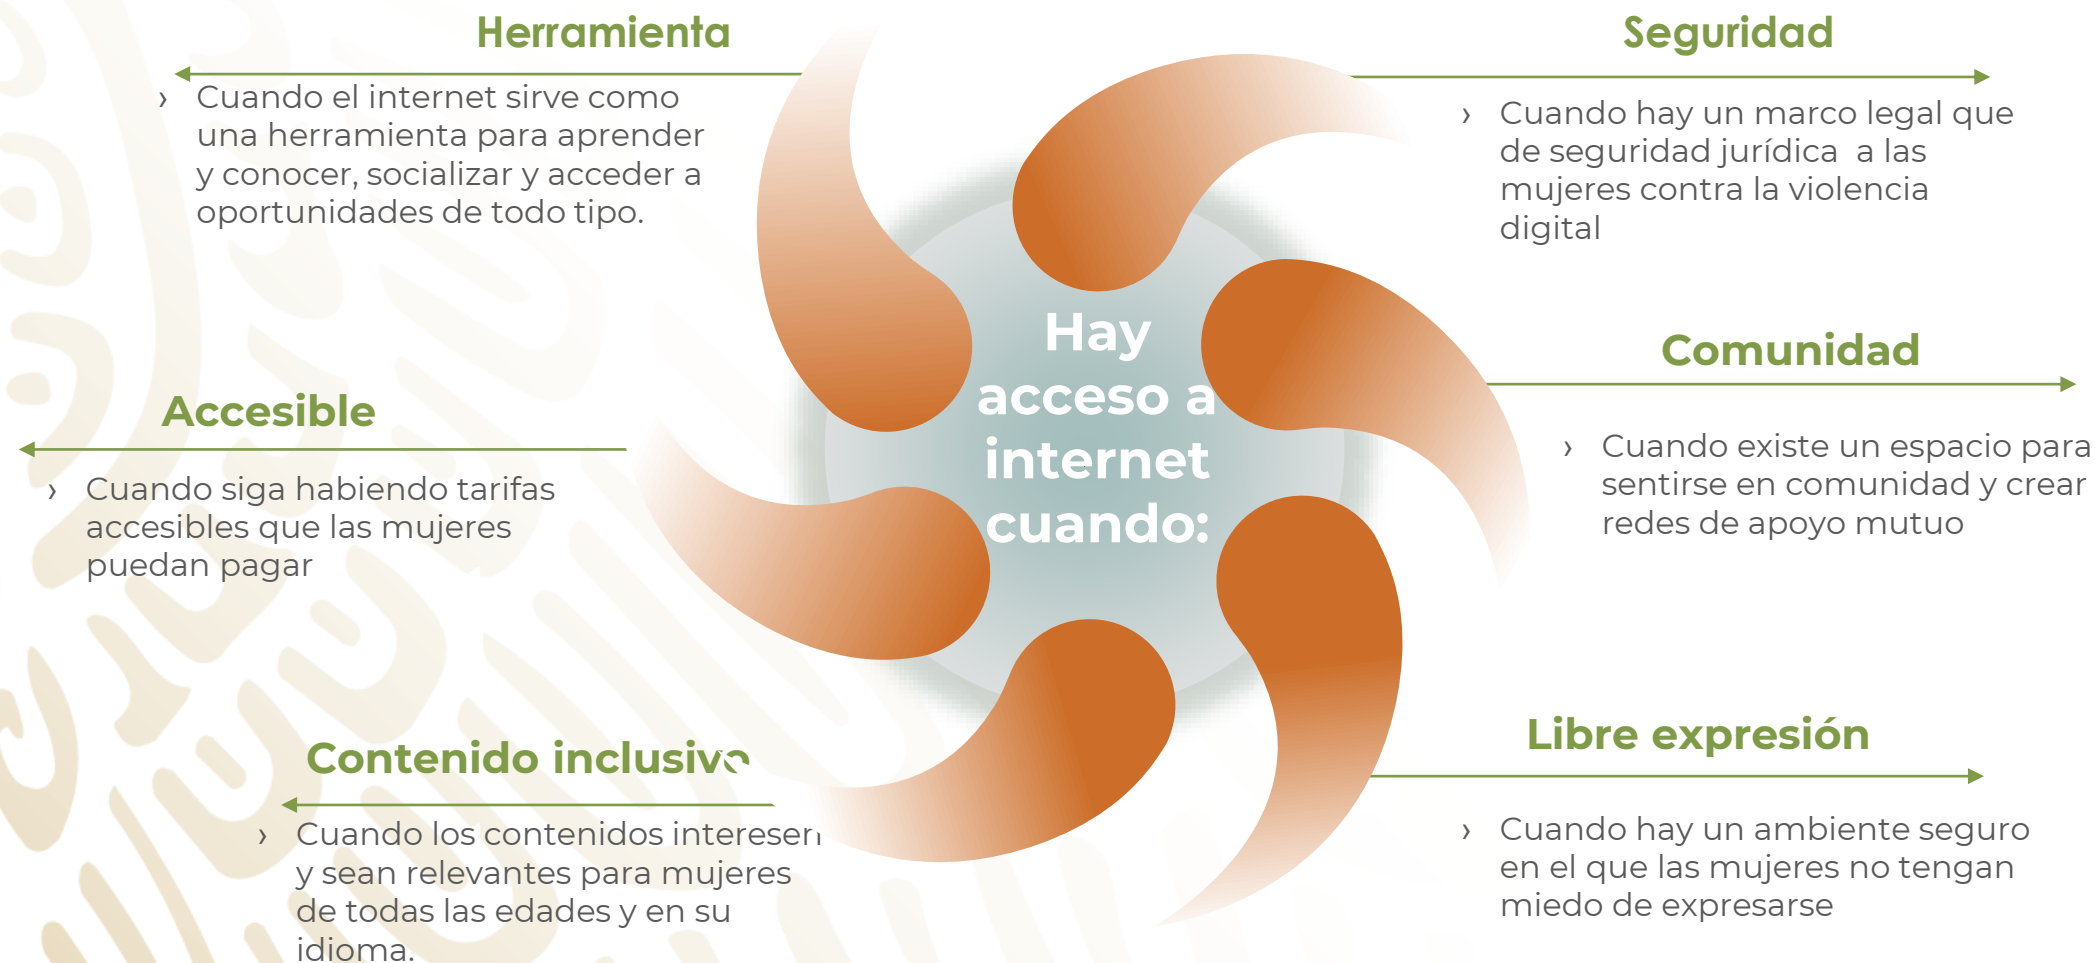 Herramienta
› Cuando el internet sirve como
una herramienta para aprender
y conocer, socializar y acceder a
oportunidades de todo tipo.
Accesible
› Cuando siga habiendo tarifas
accesibles que las mujeres
puedan pagar
Contenido inclusivo
› Cuando los contenidos interesen
y sean relevantes para mujeres
de todas las edades y en su
idioma.
Hay
acceso a
internet
cuando:
Seguridad
› Cuando hay un marco legal que
de seguridad jurídica a las
mujeres contra la violencia
digital
Comunidad
› Cuando existe un espacio para
sentirse en comunidad y crear
redes de apoyo mutuo
Libre expresión
› Cuando hay un ambiente seguro
en el que las mujeres no tengan
miedo de expresarse